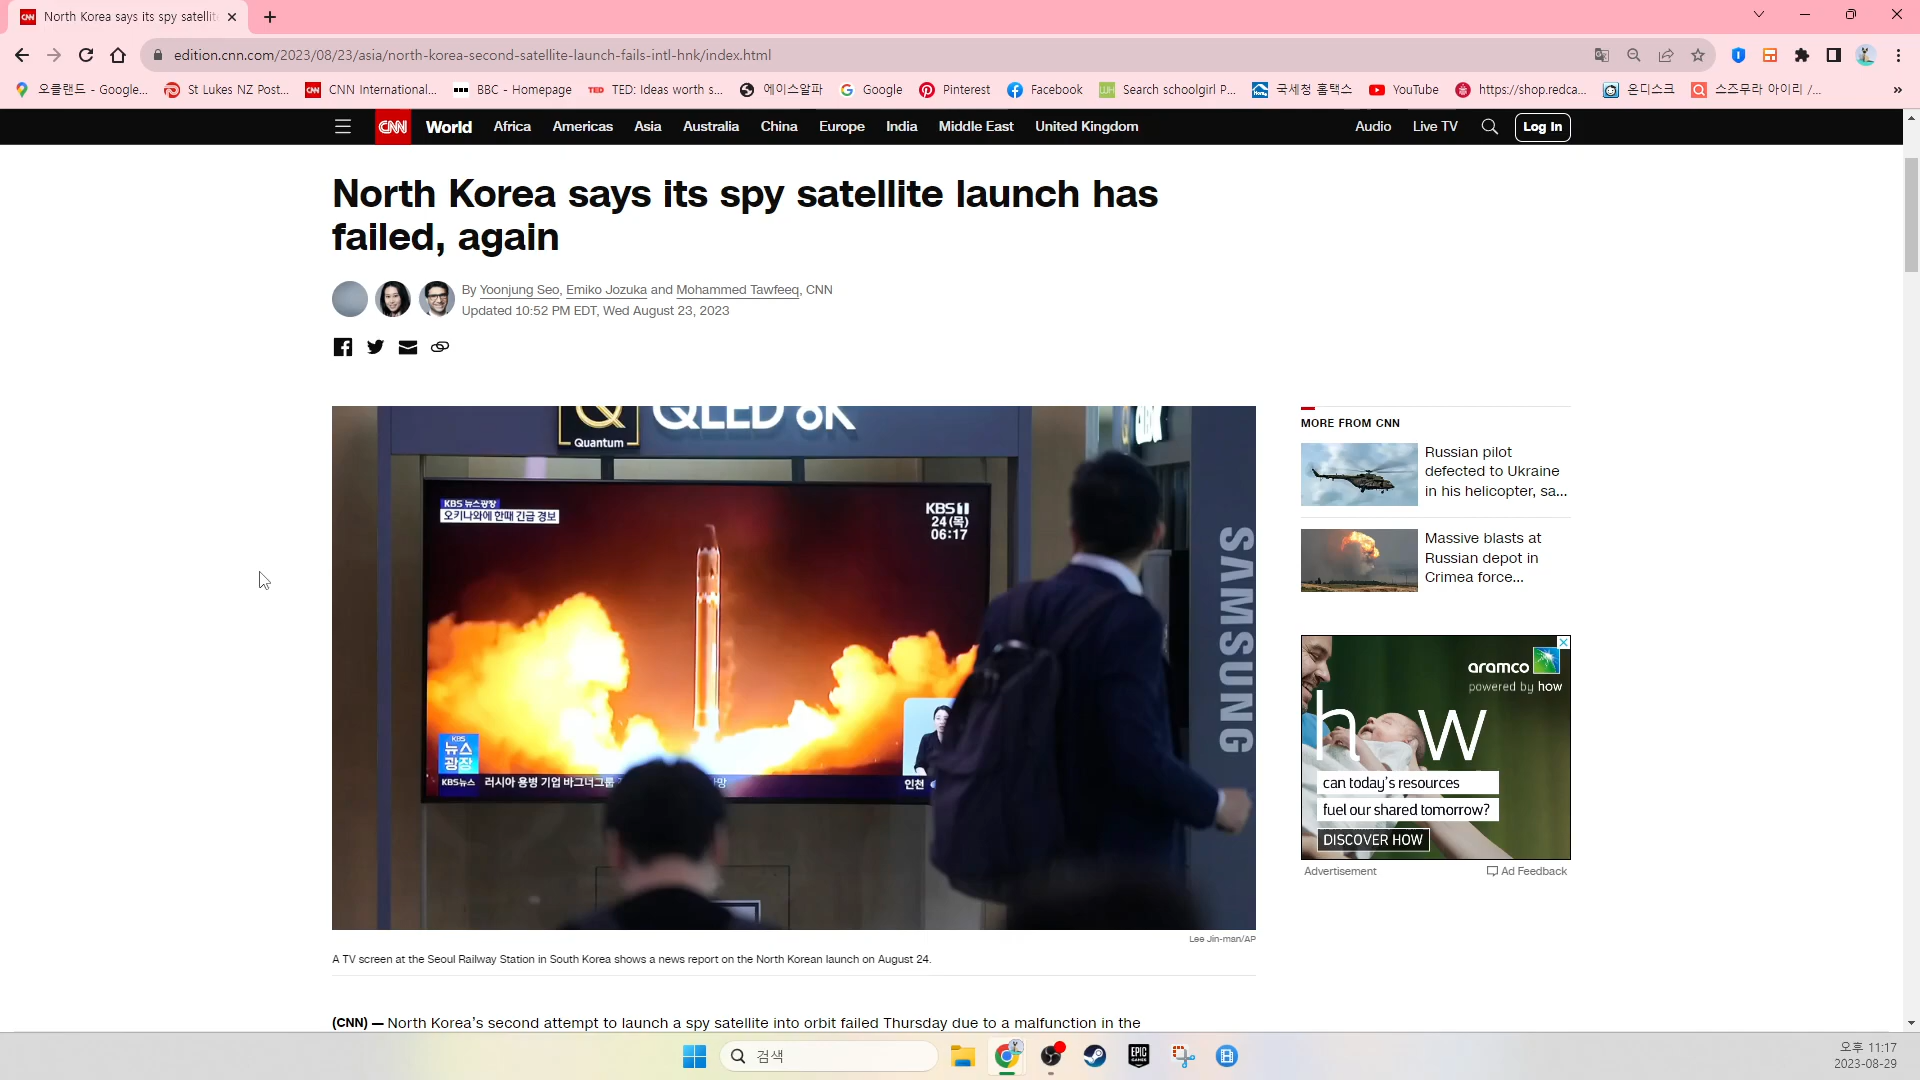 North Korea says its spy satellit
edition.cnn.com/2023/08/23/asia/north-korea-second-satellite-launch-fails-intl-hnk/index.html
오클랜드 - Google...
St Lukes NZ Post...
CNN International...
BBC - Homepage
TED: Ideas worth s...
에이스알파
Google
Pinterest
Facebook
Search schoolgirl P...
국세청 홈택스
YouTube
https://shop.redca...
온디스크
스즈무라 아이리 /...
CNN World Africa Americas Asia Australia China Europe India Middle East United Kingdom
Audio Live TV Log In
North Korea says its spy satellite launch has
failed, again
By Yoonjung Seo, Emiko Jozuka and Mohammed Tawfeeq, CNN
Updated 10:52 PM EDT, Wed August 23, 2023
Quantum
QLED 8K
KBS 뉴스광장
오키나와에 한때 긴급 경보
KBS 1
24(목)
06:17
SAMSUNG
KBS
뉴스
광장
KBS뉴스 러시아 용병 기업 바그너그룹
인천
Lee Jin-man/AP
A TV screen at the Seoul Railway Station in South Korea shows a news report on the North Korean launch on August 24.
(CNN) — North Korea's second attempt to launch a spy satellite into orbit failed Thursday due to a malfunction in the
MORE FROM CNN
Russian pilot
defected to Ukraine
in his helicopter, sa...
Massive blasts at
Russian depot in
Crimea force...
aramco
powered by how
how
can today's resources
fuel our shared tomorrow?
DISCOVER HOW
Advertisement
Ad Feedback
검색
EPIC
GAMES
오후 11:17
2023-08-29